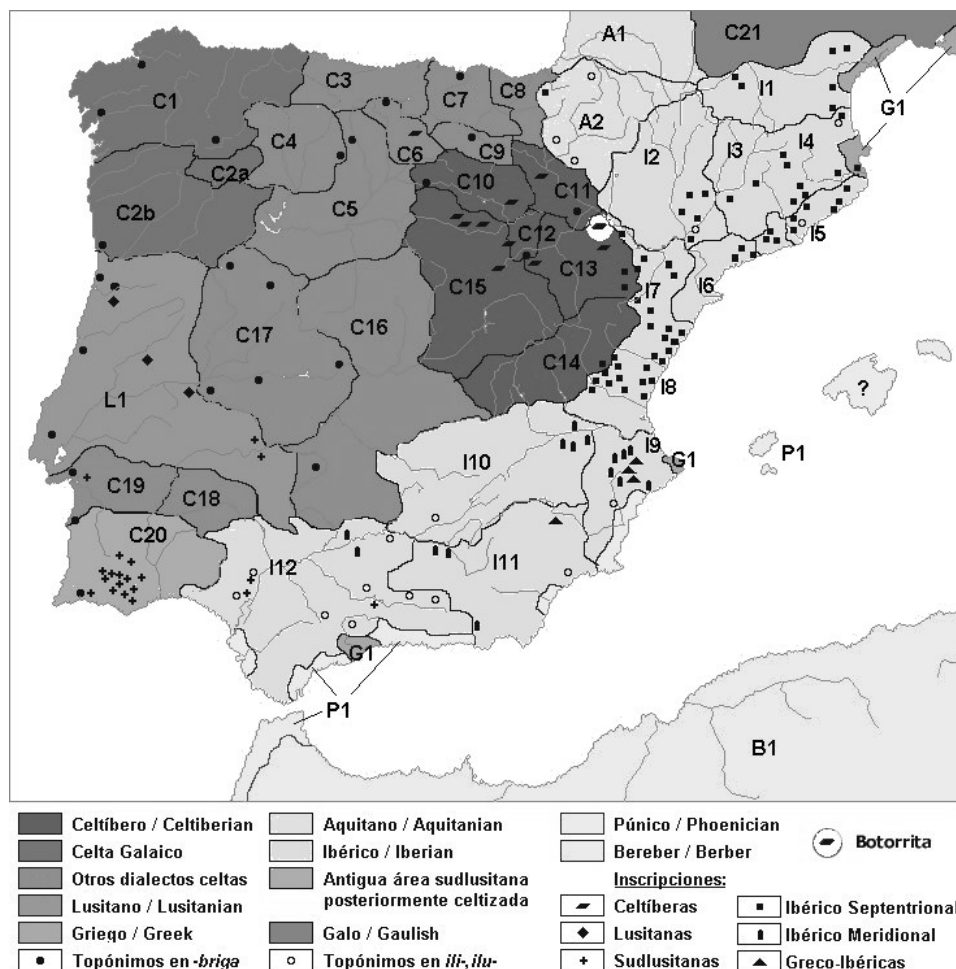 A1
C21
C3
C7
C8
I1
C1
G1
A2
C4
I2
I3
I4
C6
C9
C2a
C10
C11
C2b
C5
C12
I5
C13
C15
I7
I6
C17
C16
C14
?
L1
I8
I9
I10
G1
P1
C19
C18
C20
I12
I11
G1
P1
B1
Celtíbero / Celtiberian
Celta Galaico
Otros dialectos celtas
Lusitano / Lusitanian
Griego / Greek
Topónimos en -briga
Aquitano / Aquitanian
Ibérico / Iberian
Antigua área sudlusitana
posteriormente celtizada
Galo / Gaulish
Topónimos en ili-, ilu-
Púnico / Phoenician
Bereber / Berber
Inscripciones:
Celtíberas
Lusitanas
Sudlusitanas
Botorrita
Ibérico Septentrional
Ibérico Meridional
Greco-Ibéricas